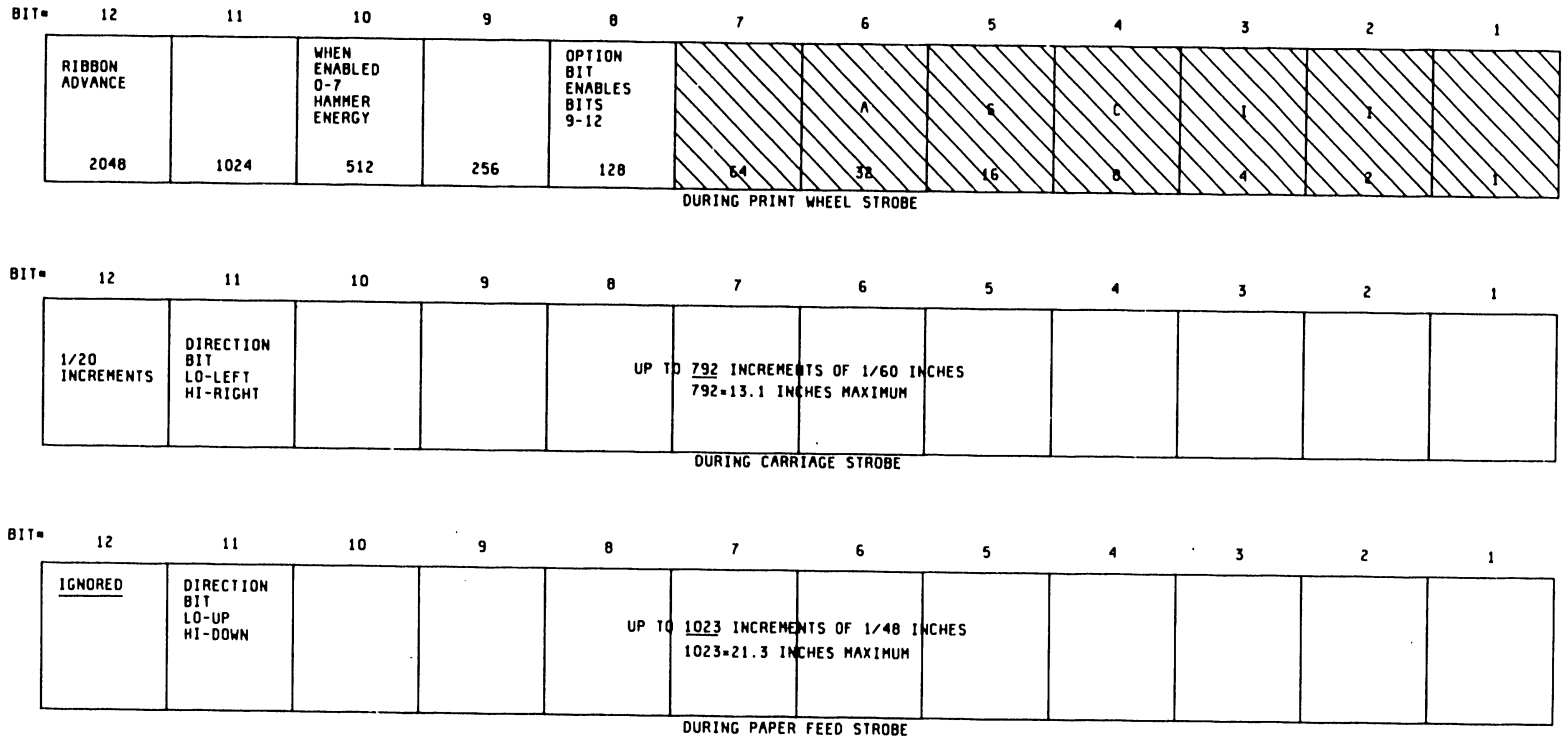 BIT# 12 11 10 9 8 7 6 5 4 3 2 1
RIBBON
ADVANCE
2048
1024
WHEN
ENABLED
0-7
HAMMER
ENERGY
512
256
OPTION
BIT
ENABLES
BITS
9-12
128
A S C I I
64 32 16 8 4 2 1
DURING PRINT WHEEL STROBE
BIT# 12 11 10 9 8 7 6 5 4 3 2 1
1/20
INCREMENTS
DIRECTION
BIT
LO-LEFT
HI-RIGHT
UP TO 792 INCREMENTS OF 1/60 INCHES
792=13.1 INCHES MAXIMUM
DURING CARRIAGE STROBE
BIT# 12 11 10 9 8 7 6 5 4 3 2 1
IGNORED
DIRECTION
BIT
LO-UP
HI-DOWN
UP TO 1023 INCREMENTS OF 1/48 INCHES
1023=21.3 INCHES MAXIMUM
DURING PAPER FEED STROBE